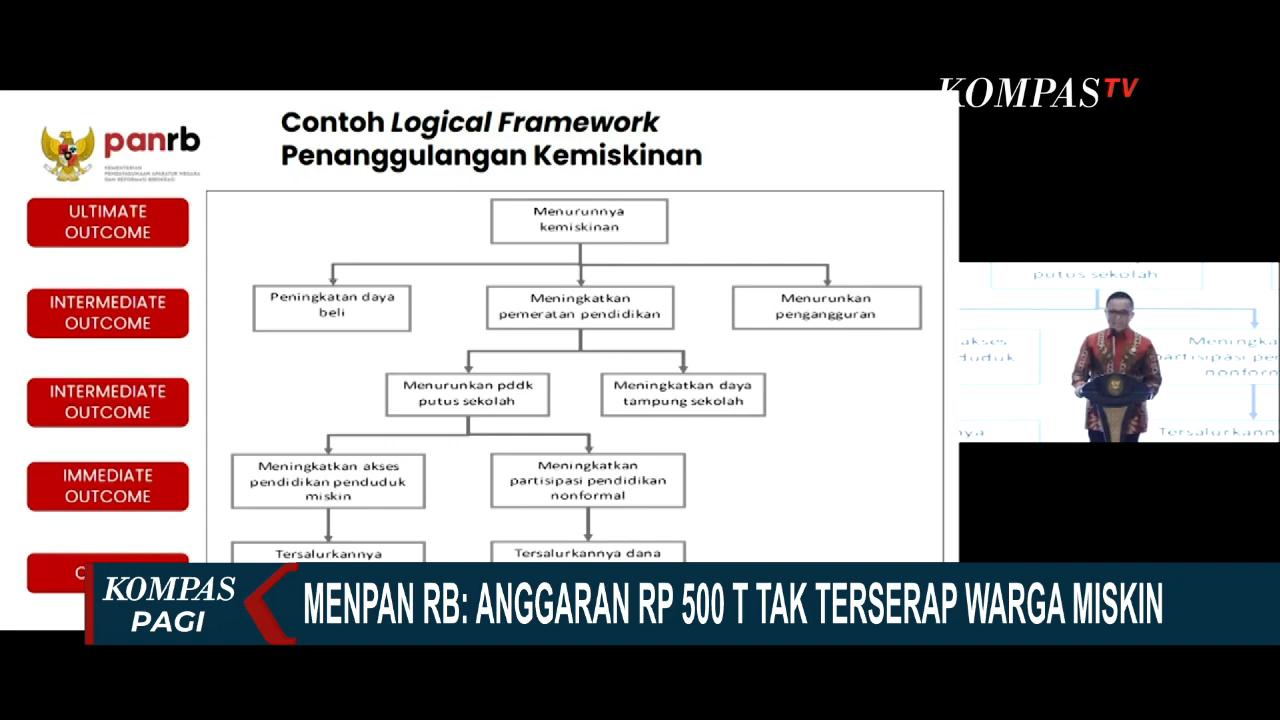 KOMPAS TV
panrb
KEMENTERIAN
PENDAYAGUNAAN APARATUR NEGARA
DAN REFORMASI BIROKRASI
Contoh Logical Framework
Penanggulangan Kemiskinan
ULTIMATE
OUTCOME
INTERMEDIATE
OUTCOME
INTERMEDIATE
OUTCOME
IMMEDIATE
OUTCOME
Menurunnya
kemiskinan
Peningkatan daya
beli
Meningkatkan
pemeratan pendidikan
Menurunkan
pengangguran
Menurunkan pddk
putus sekolah
Meningkatkan daya
tampung sekolah
Meningkatkan akses
pendidikan penduduk
miskin
Meningkatkan
partisipasi pendidikan
nonformal
Tersalurkannya
Tersalurkannya dana
putus sekolah
akses
duduk
Meningka
partisipasi pe
nonform
nya
Tersalurkann
KOMPAS
PAGI
MENPAN RB: ANGGARAN RP 500 T TAK TERSERAP WARGA MISKIN